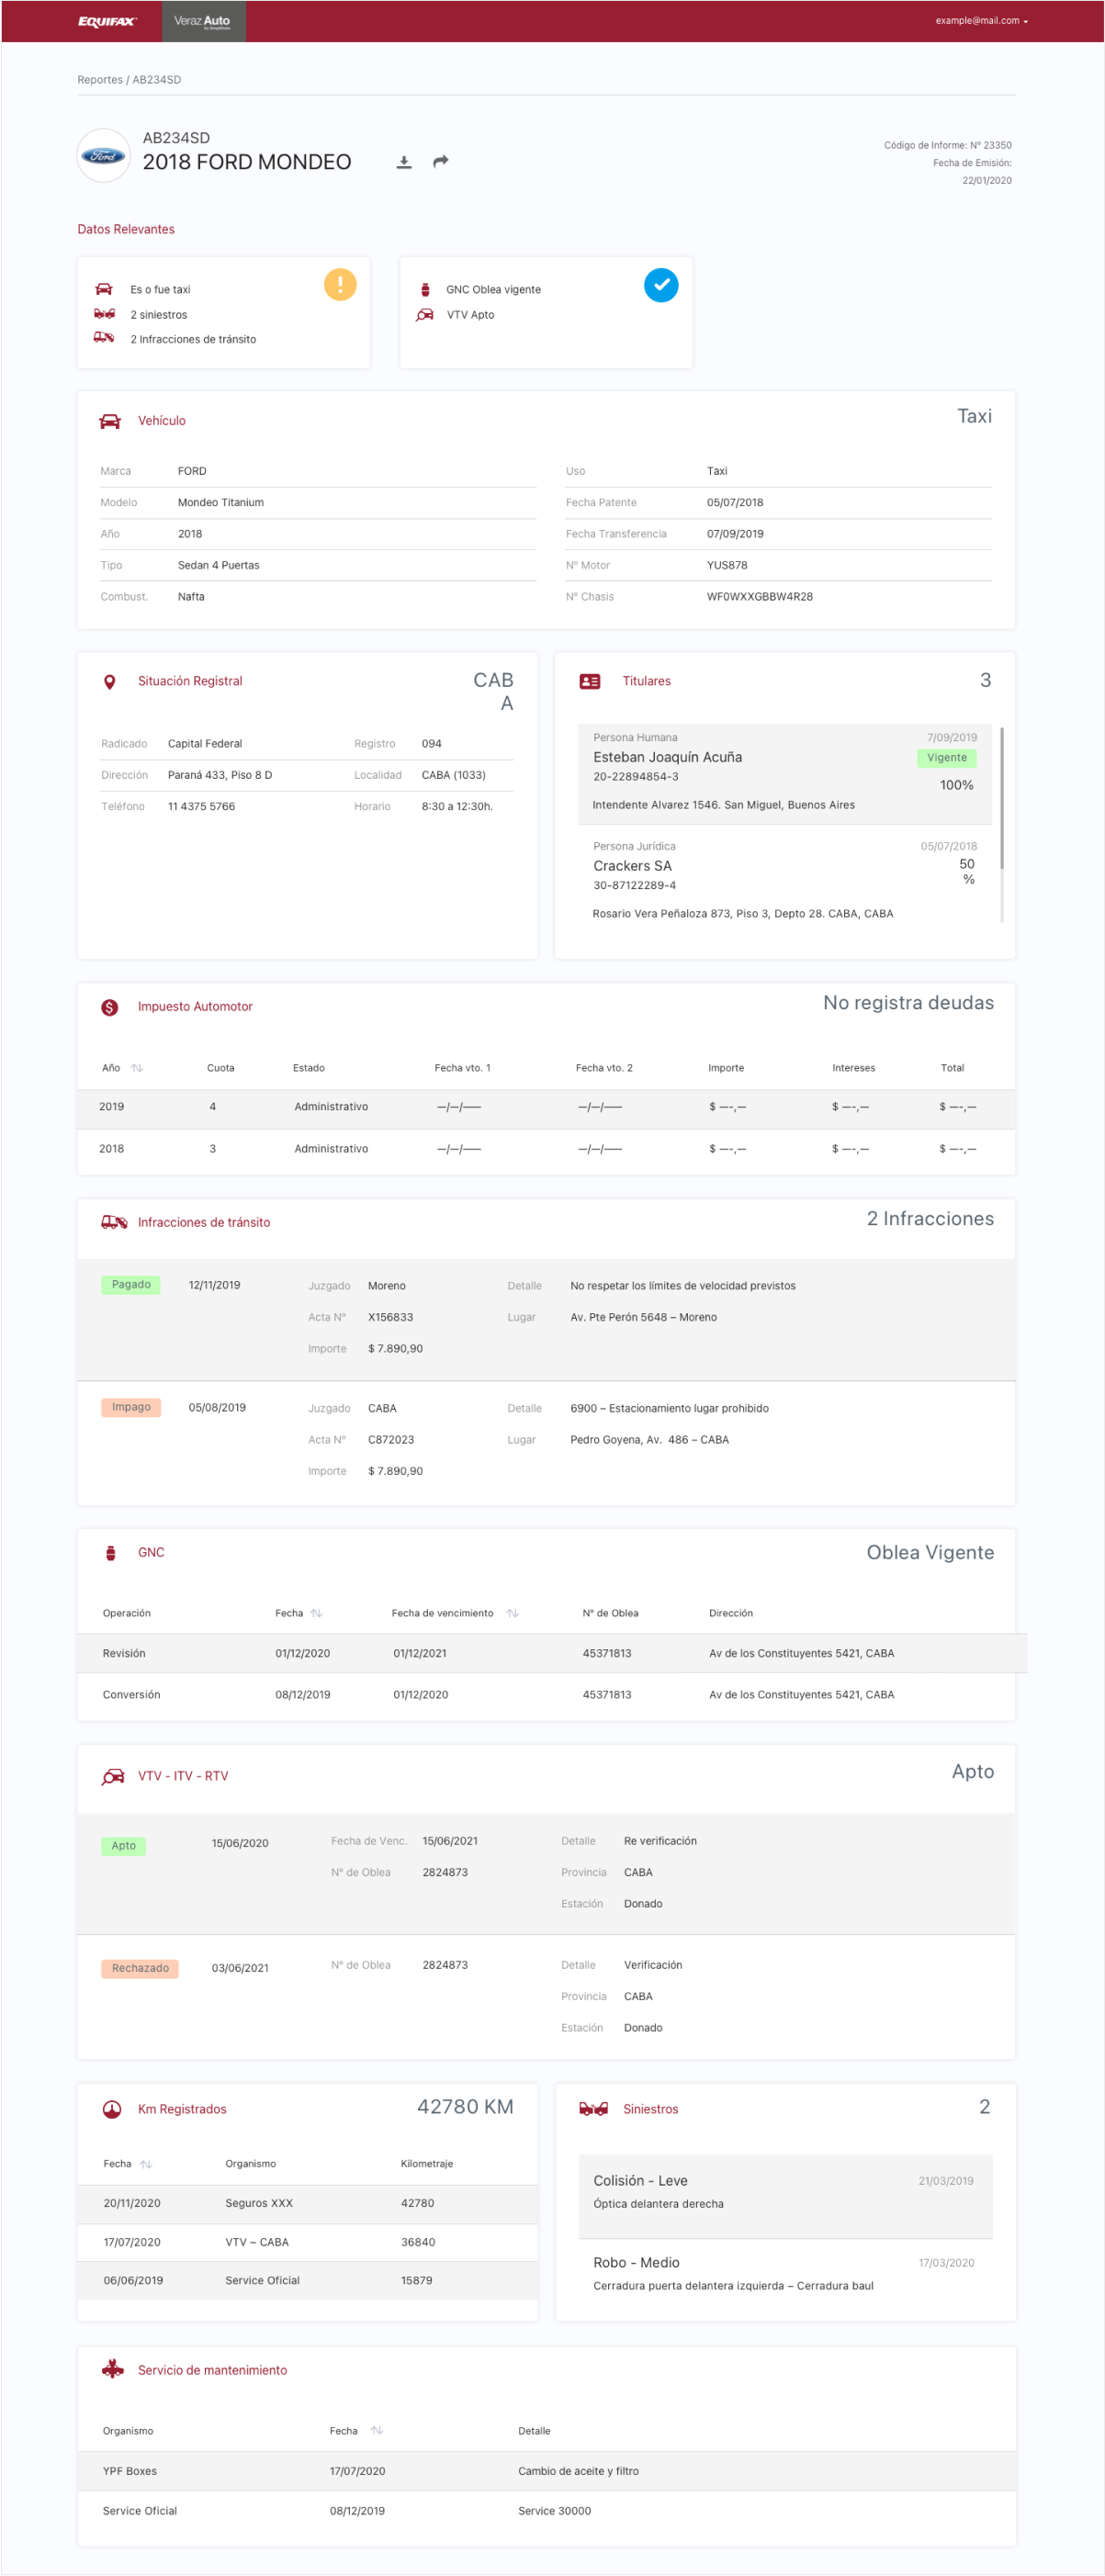 EQUIFAX
Veraz Auto
example@mail.com
Reportes / AB234SD
Ford
AB234SD
2018 FORD MONDEO
Código de Informe: N° 23350
Fecha de Emisión:
22/01/2020
Datos Relevantes
Es o fue taxi
2 siniestros
2 Infracciones de tránsito
GNC Oblea vigente
VTV Apto
Vehículo
Taxi
Marca FORD
Uso Taxi
Modelo Mondeo Titanium
Fecha Patente 05/07/2018
Año 2018
Fecha Transferencia 07/09/2019
Tipo Sedan 4 Puertas
N° Motor YUS878
Combust. Nafta
N° Chasis WF0WXXGBBW4R28
Situación Registral
CAB
A
Radicado Capital Federal Registro 094
Dirección Paraná 433, Piso 8 D Localidad CABA (1033)
Teléfono 11 4375 5766 Horario 8:30 a 12:30h.
Titulares
3
Persona Humana 7/09/2019
Esteban Joaquín Acuña Vigente
20-22894854-3
100%
Intendente Alvarez 1546. San Miguel, Buenos Aires
Persona Jurídica 05/07/2018
Crackers SA 50
%
30-87122289-4
Rosario Vera Peñaloza 873, Piso 3, Depto 28. CABA, CABA
Impuesto Automotor
No registra deudas
Año Cuota Estado Fecha vto. 1 Fecha vto. 2 Importe Intereses Total
2019 4 Administrativo —/—/—— —/—/—— $ —-,— $ —-,— $ —-,—
2018 3 Administrativo —/—/—— —/—/—— $ —-,— $ —-,— $ —-,—
Infracciones de tránsito
2 Infracciones
Pagado 12/11/2019 Juzgado Moreno Detalle No respetar los límites de velocidad previstos
Acta N° X156833 Lugar Av. Pte Perón 5648 – Moreno
Importe $ 7.890,90
Impago 05/08/2019 Juzgado CABA Detalle 6900 – Estacionamiento lugar prohibido
Acta N° C872023 Lugar Pedro Goyena, Av. 486 – CABA
Importe $ 7.890,90
GNC
Oblea Vigente
Operación Fecha Fecha de vencimiento N° de Oblea Dirección
Revisión 01/12/2020 01/12/2021 45371813 Av de los Constituyentes 5421, CABA
Conversión 08/12/2019 01/12/2020 45371813 Av de los Constituyentes 5421, CABA
VTV - ITV - RTV
Apto
Apto 15/06/2020 Fecha de Venc. 15/06/2021 Detalle Re verificación
N° de Oblea 2824873 Provincia CABA
Estación Donado
Rechazado 03/06/2021 N° de Oblea 2824873 Detalle Verificación
Provincia CABA
Estación Donado
Km Registrados
42780 KM
Fecha Organismo Kilometraje
20/11/2020 Seguros XXX 42780
17/07/2020 VTV – CABA 36840
06/06/2019 Service Oficial 15879
Siniestros
2
Colisión - Leve 21/03/2019
Óptica delantera derecha
Robo - Medio 17/03/2020
Cerradura puerta delantera izquierda – Cerradura baul
Servicio de mantenimiento
Organismo Fecha Detalle
YPF Boxes 17/07/2020 Cambio de aceite y filtro
Service Oficial 08/12/2019 Service 30000